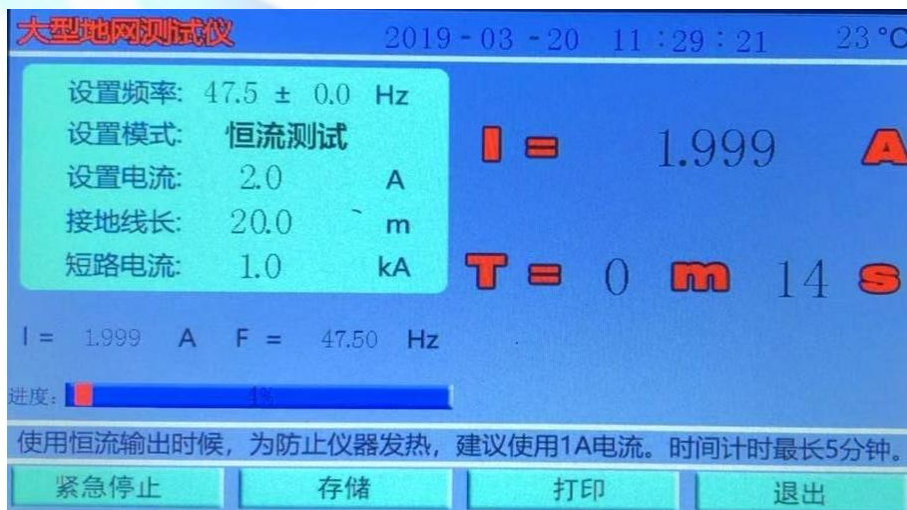 大型地网测试仪 2019-03-20 11:29:21 23℃
设置频率: 47.5 ± 0.0 Hz
设置模式: 恒流测试
设置电流: 2.0 A
接地线长: 20.0 m
短路电流: 1.0 kA
I = 1.999 A
T = 0 m 14 s
I = 1.999 A F = 47.50 Hz
进度: 4%
使用恒流输出时候，为防止仪器发热，建议使用1A电流。时间计时最长5分钟。
紧急停止 存储 打印 退出